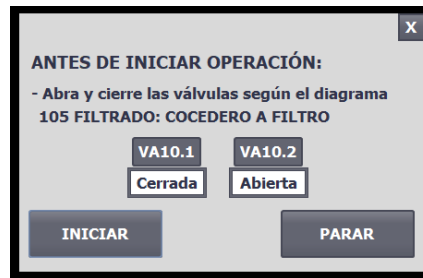 X
ANTES DE INICIAR OPERACIÓN:
- Abra y cierre las válvulas según el diagrama
105 FILTRADO: COCEDERO A FILTRO
VA10.1 VA10.2
Cerrada Abierta
INICIAR PARAR